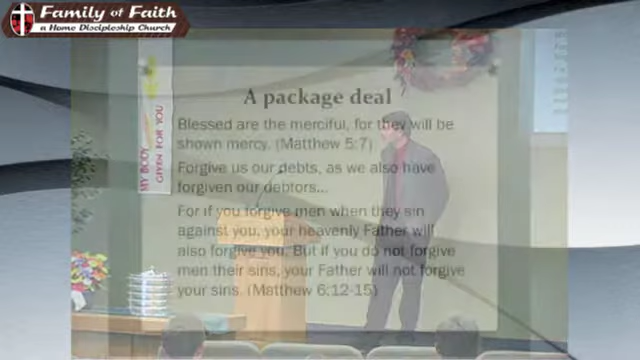 Family of Faith
a Home Discipleship Church
A package deal
Blessed are the merciful, for they will be
shown mercy. (Matthew 5:7)
Forgive us our debts, as we also have
forgiven our debtors...
For if you forgive men when they sin
against you, your heavenly Father will
also forgive you. But if you do not forgive
men their sins, your Father will not forgive
your sins. (Matthew 6:12-15)
MY BODY
GIVEN FOR YOU